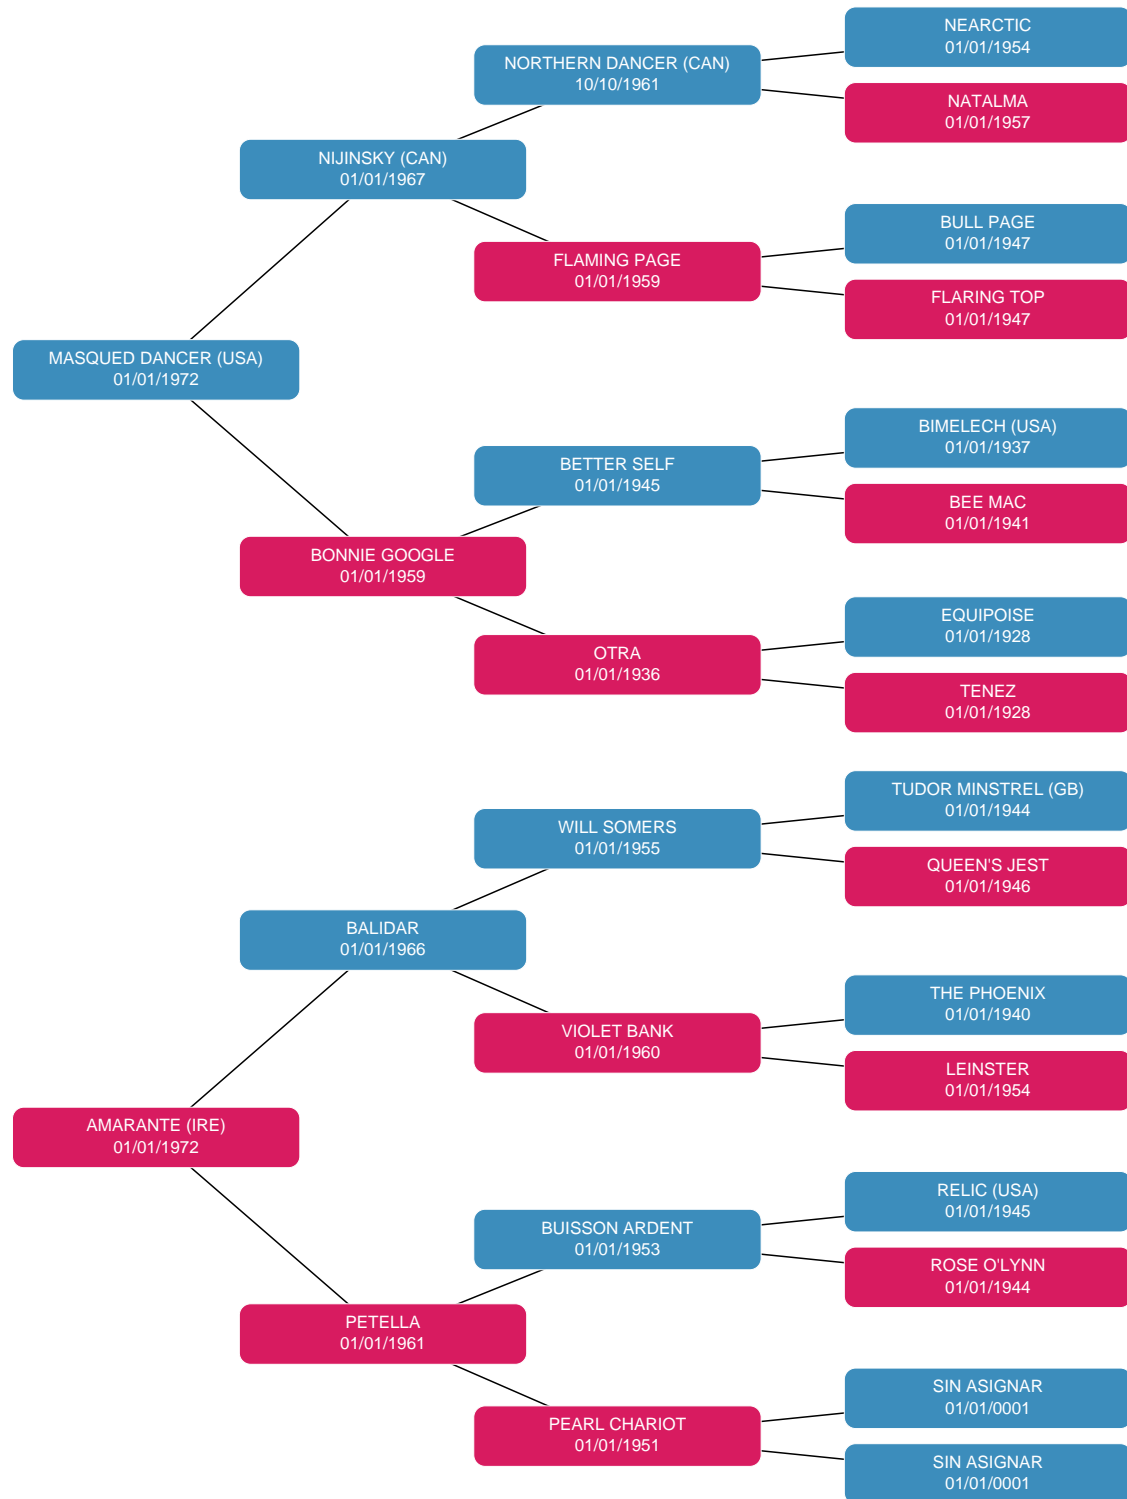 NEARCTIC
01/01/1954
NORTHERN DANCER (CAN)
10/10/1961
NATALMA
01/01/1957
NIJINSKY (CAN)
01/01/1967
BULL PAGE
01/01/1947
FLAMING PAGE
01/01/1959
FLARING TOP
01/01/1947
MASQUED DANCER (USA)
01/01/1972
BIMELECH (USA)
01/01/1937
BETTER SELF
01/01/1945
BEE MAC
01/01/1941
BONNIE GOOGLE
01/01/1959
EQUIPOISE
01/01/1928
OTRA
01/01/1936
TENEZ
01/01/1928
TUDOR MINSTREL (GB)
01/01/1944
WILL SOMERS
01/01/1955
QUEEN'S JEST
01/01/1946
BALIDAR
01/01/1966
THE PHOENIX
01/01/1940
VIOLET BANK
01/01/1960
LEINSTER
01/01/1954
AMARANTE (IRE)
01/01/1972
RELIC (USA)
01/01/1945
BUISSON ARDENT
01/01/1953
ROSE O'LYNN
01/01/1944
PETELLA
01/01/1961
SIN ASIGNAR
01/01/0001
PEARL CHARIOT
01/01/1951
SIN ASIGNAR
01/01/0001